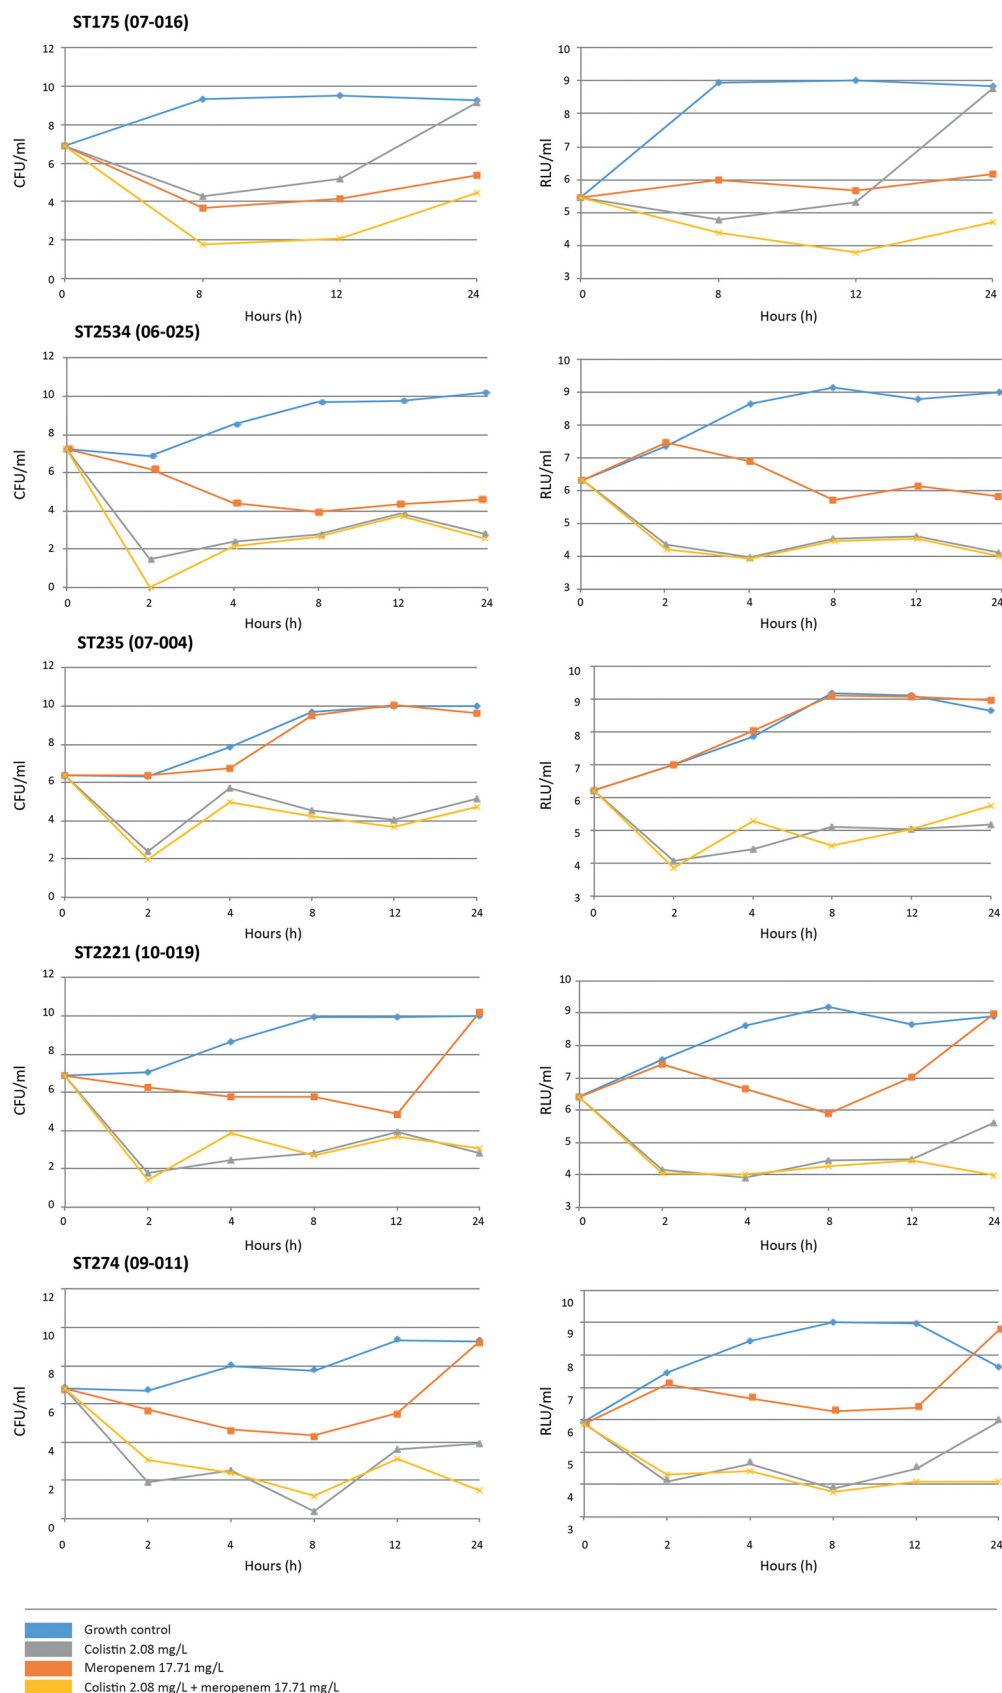 ST175 (07-016)
12
10
8
6
4
2
0
CFU/ml
0 8 12 24
Hours (h)
10
9
8
7
6
5
4
3
RLU/ml
0 8 12 24
Hours (h)
ST2534 (06-025)
12
10
8
6
4
2
0
CFU/ml
0 2 4 8 12 24
Hours (h)
10
9
8
7
6
5
4
3
RLU/ml
0 2 4 8 12 24
Hours (h)
ST235 (07-004)
12
10
8
6
4
2
0
CFU/ml
0 2 4 8 12 24
Hours (h)
10
9
8
7
6
5
4
3
RLU/ml
0 2 4 8 12 24
Hours (h)
ST2221 (10-019)
12
10
8
6
4
2
0
CFU/ml
0 2 4 8 12 24
Hours (h)
10
9
8
7
6
5
4
3
RLU/ml
0 2 4 8 12 24
Hours (h)
ST274 (09-011)
12
10
8
6
4
2
0
CFU/ml
0 2 4 8 12 24
Hours (h)
10
9
8
7
6
5
4
3
RLU/ml
0 2 4 8 12 24
Hours (h)
Growth control
Colistin 2.08 mg/L
Meropenem 17.71 mg/L
Colistin 2.08 mg/L + meropenem 17.71 mg/L